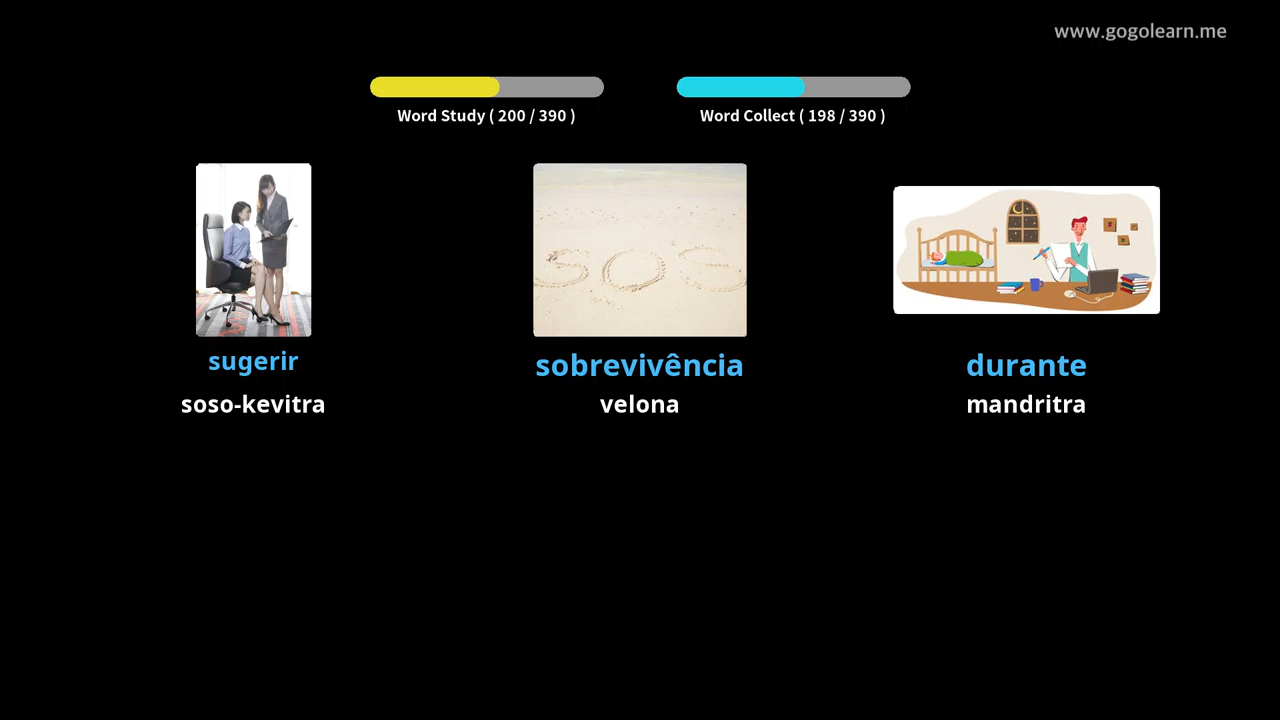 www.gogolearn.me
Word Study ( 200 / 390 )
Word Collect ( 198 / 390 )
SOS
sugerir
sobrevivência
durante
soso-kevitra
velona
mandritra